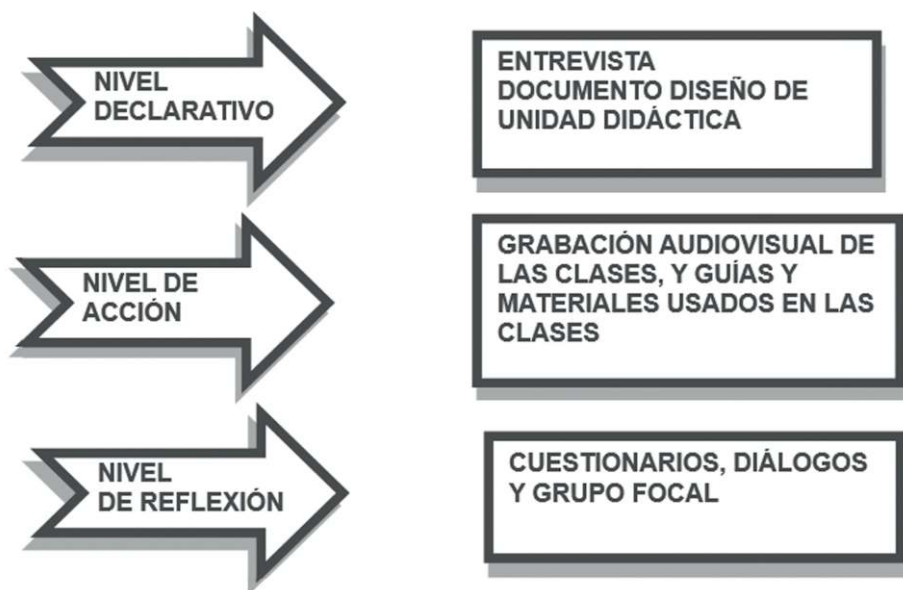 NIVEL
DECLARATIVO
ENTREVISTA
DOCUMENTO DISEÑO DE
UNIDAD DIDÁCTICA
NIVEL DE
ACCIÓN
GRABACIÓN AUDIOVISUAL DE
LAS CLASES, Y GUÍAS Y
MATERIALES USADOS EN LAS
CLASES
NIVEL
DE REFLEXIÓN
CUESTIONARIOS, DIÁLOGOS
Y GRUPO FOCAL